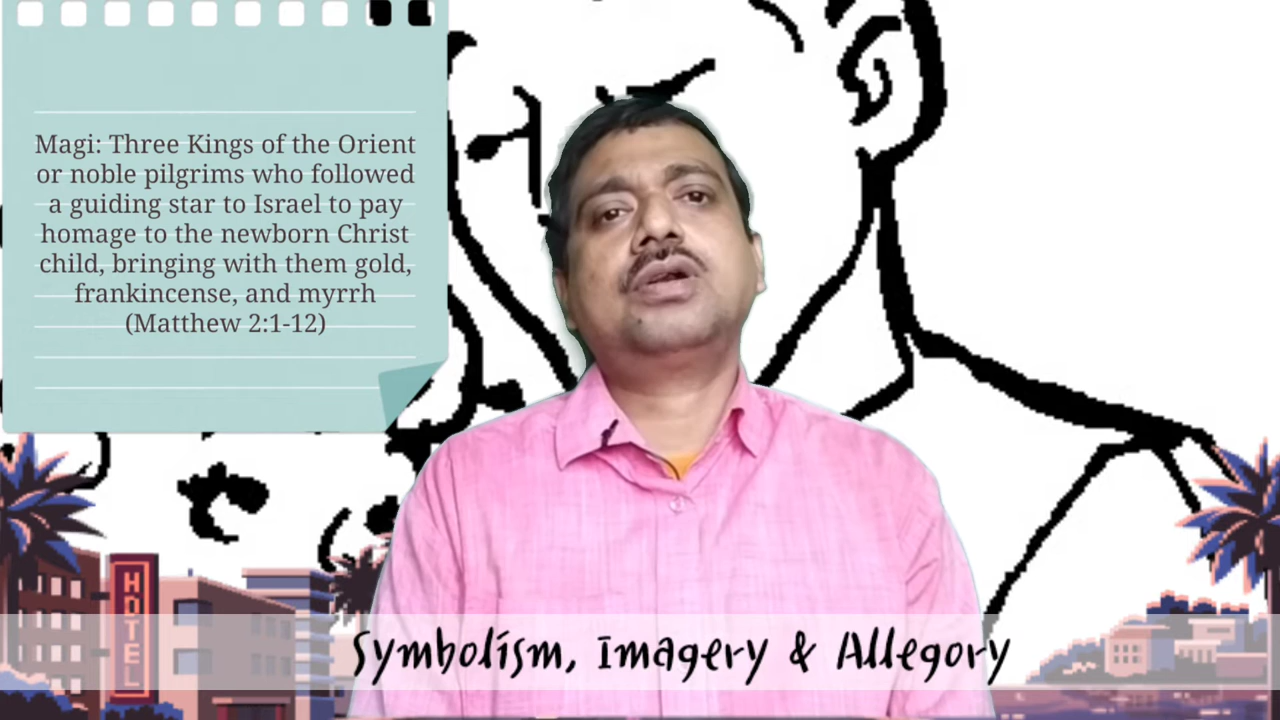 Magi: Three Kings of the Orient
or noble pilgrims who followed
a guiding star to Israel to pay
homage to the newborn Christ
child, bringing with them gold,
frankincense, and myrrh
(Matthew 2:1-12)
HOTEL
Symbolism, Imagery & Allegory